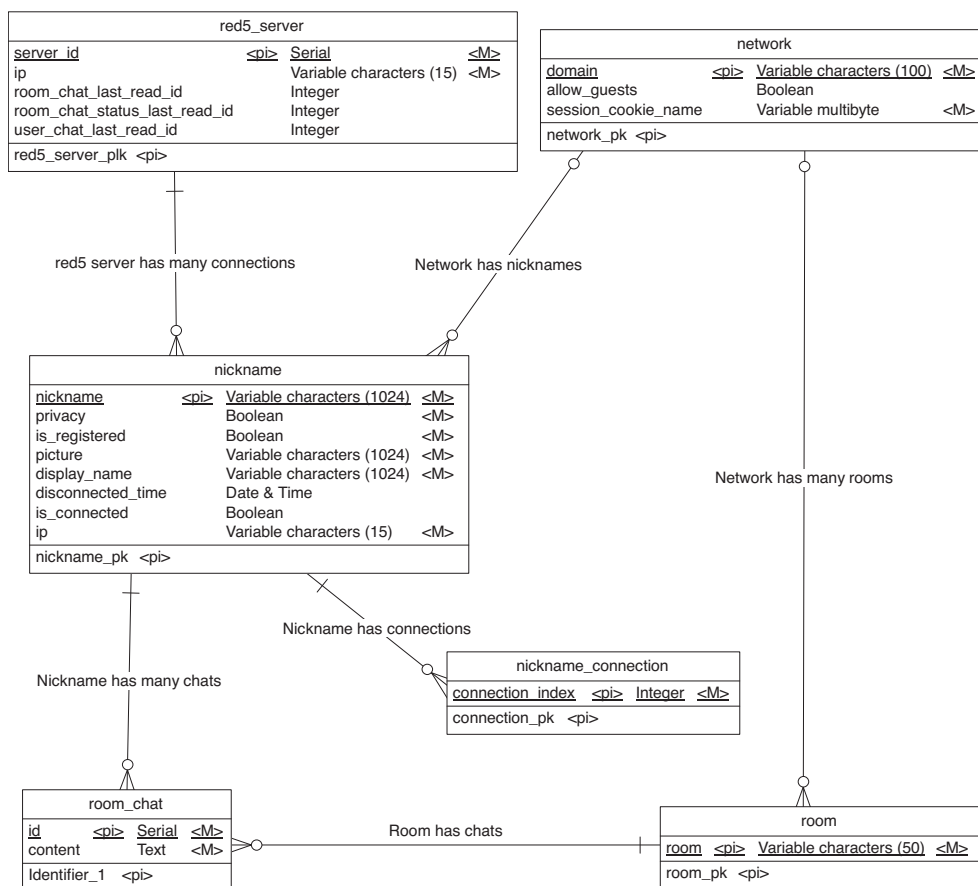 red5_server
server_id <pi> Serial <M>
ip Variable characters (15) <M>
room_chat_last_read_id Integer
room_chat_status_last_read_id Integer
user_chat_last_read_id Integer
red5_server_plk <pi>
network
domain <pi> Variable characters (100) <M>
allow_guests Boolean
session_cookie_name Variable multibyte <M>
network_pk <pi>
red5 server has many connections
Network has nicknames
nickname
nickname <pi> Variable characters (1024) <M>
privacy Boolean <M>
is_registered Boolean <M>
picture Variable characters (1024) <M>
display_name Variable characters (1024) <M>
disconnected_time Date & Time
is_connected Boolean
ip Variable characters (15) <M>
nickname_pk <pi>
Network has many rooms
Nickname has connections
Nickname has many chats
nickname_connection
connection_index <pi> Integer <M>
connection_pk <pi>
room_chat
id <pi> Serial <M>
content Text <M>
Identifier_1 <pi>
Room has chats
room
room <pi> Variable characters (50) <M>
room_pk <pi>